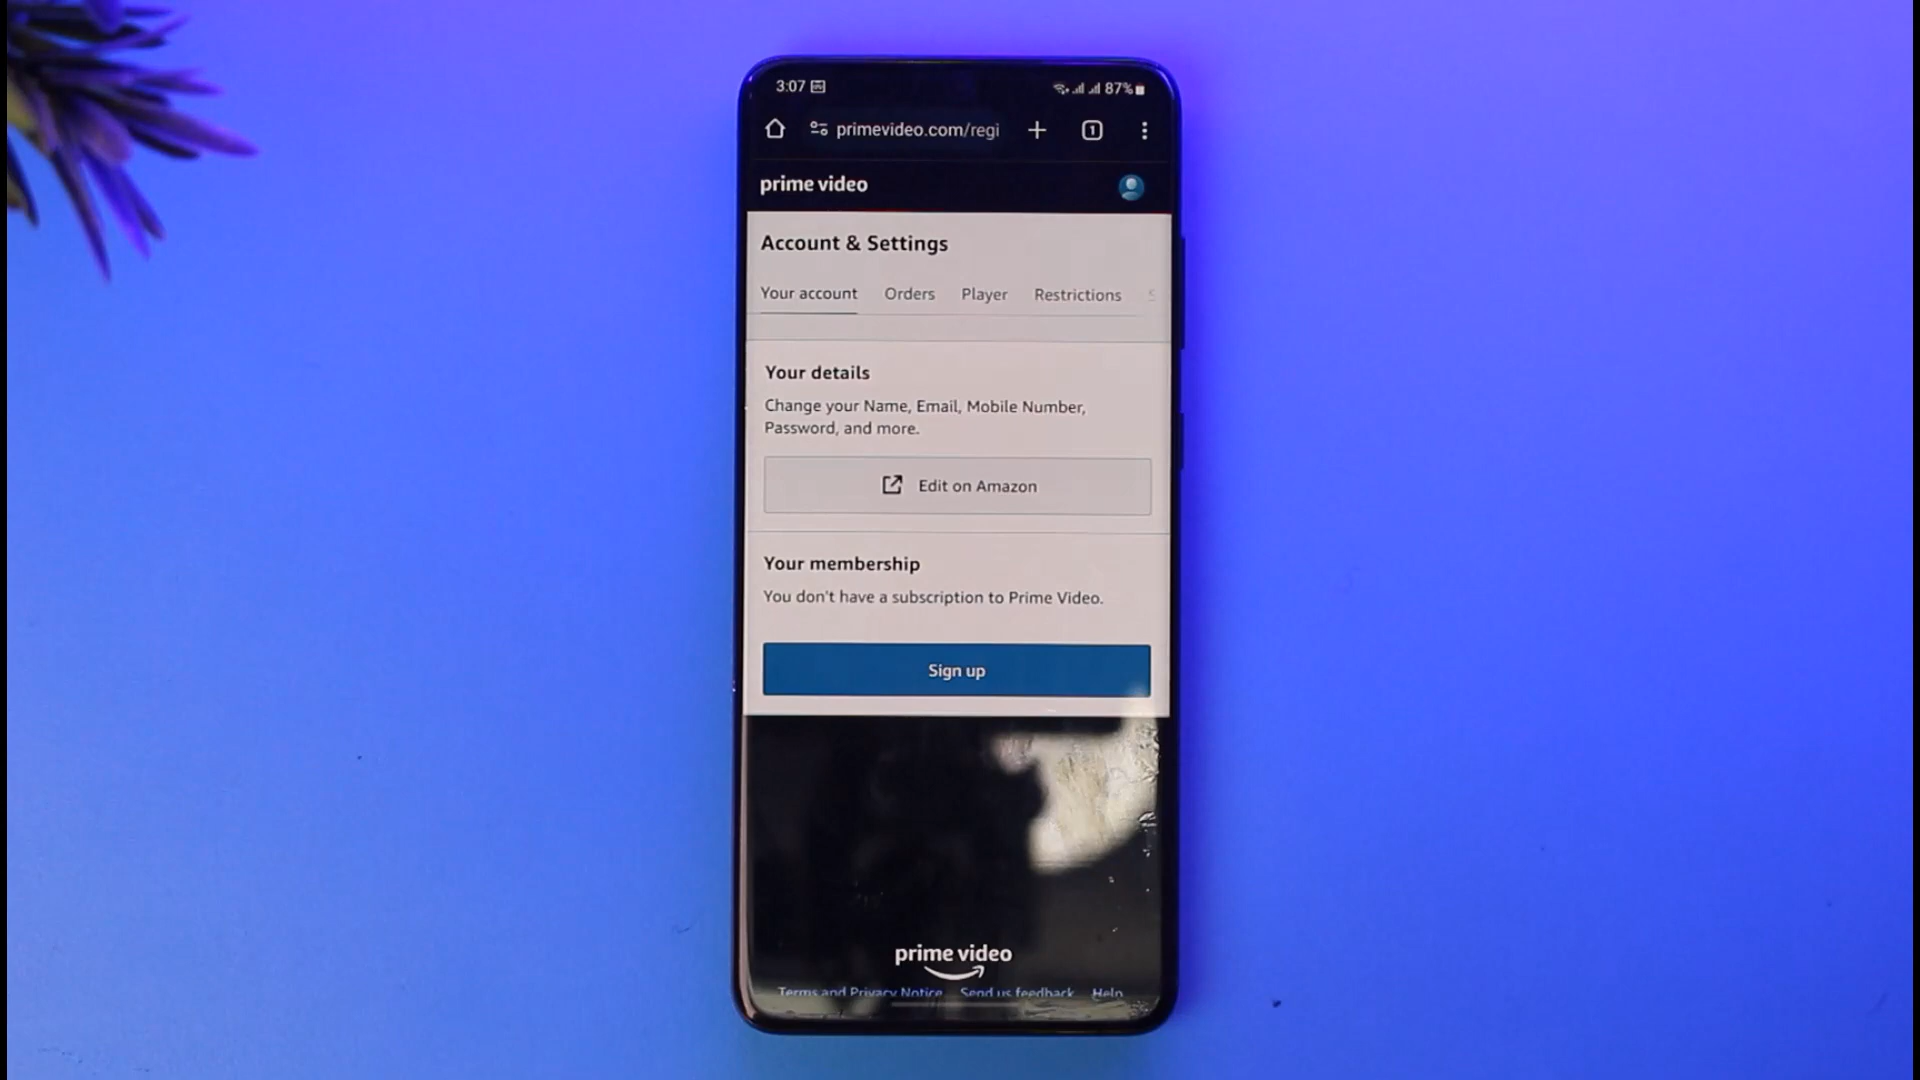 3:07
87%
primevideo.com/regi
1
prime video
Account & Settings
Your account Orders Player Restrictions
Your details
Change your Name, Email, Mobile Number,
Password, and more.
Edit on Amazon
Your membership
You don't have a subscription to Prime Video.
Sign up
prime video
Terms and Privacy Notice Send us feedback Help